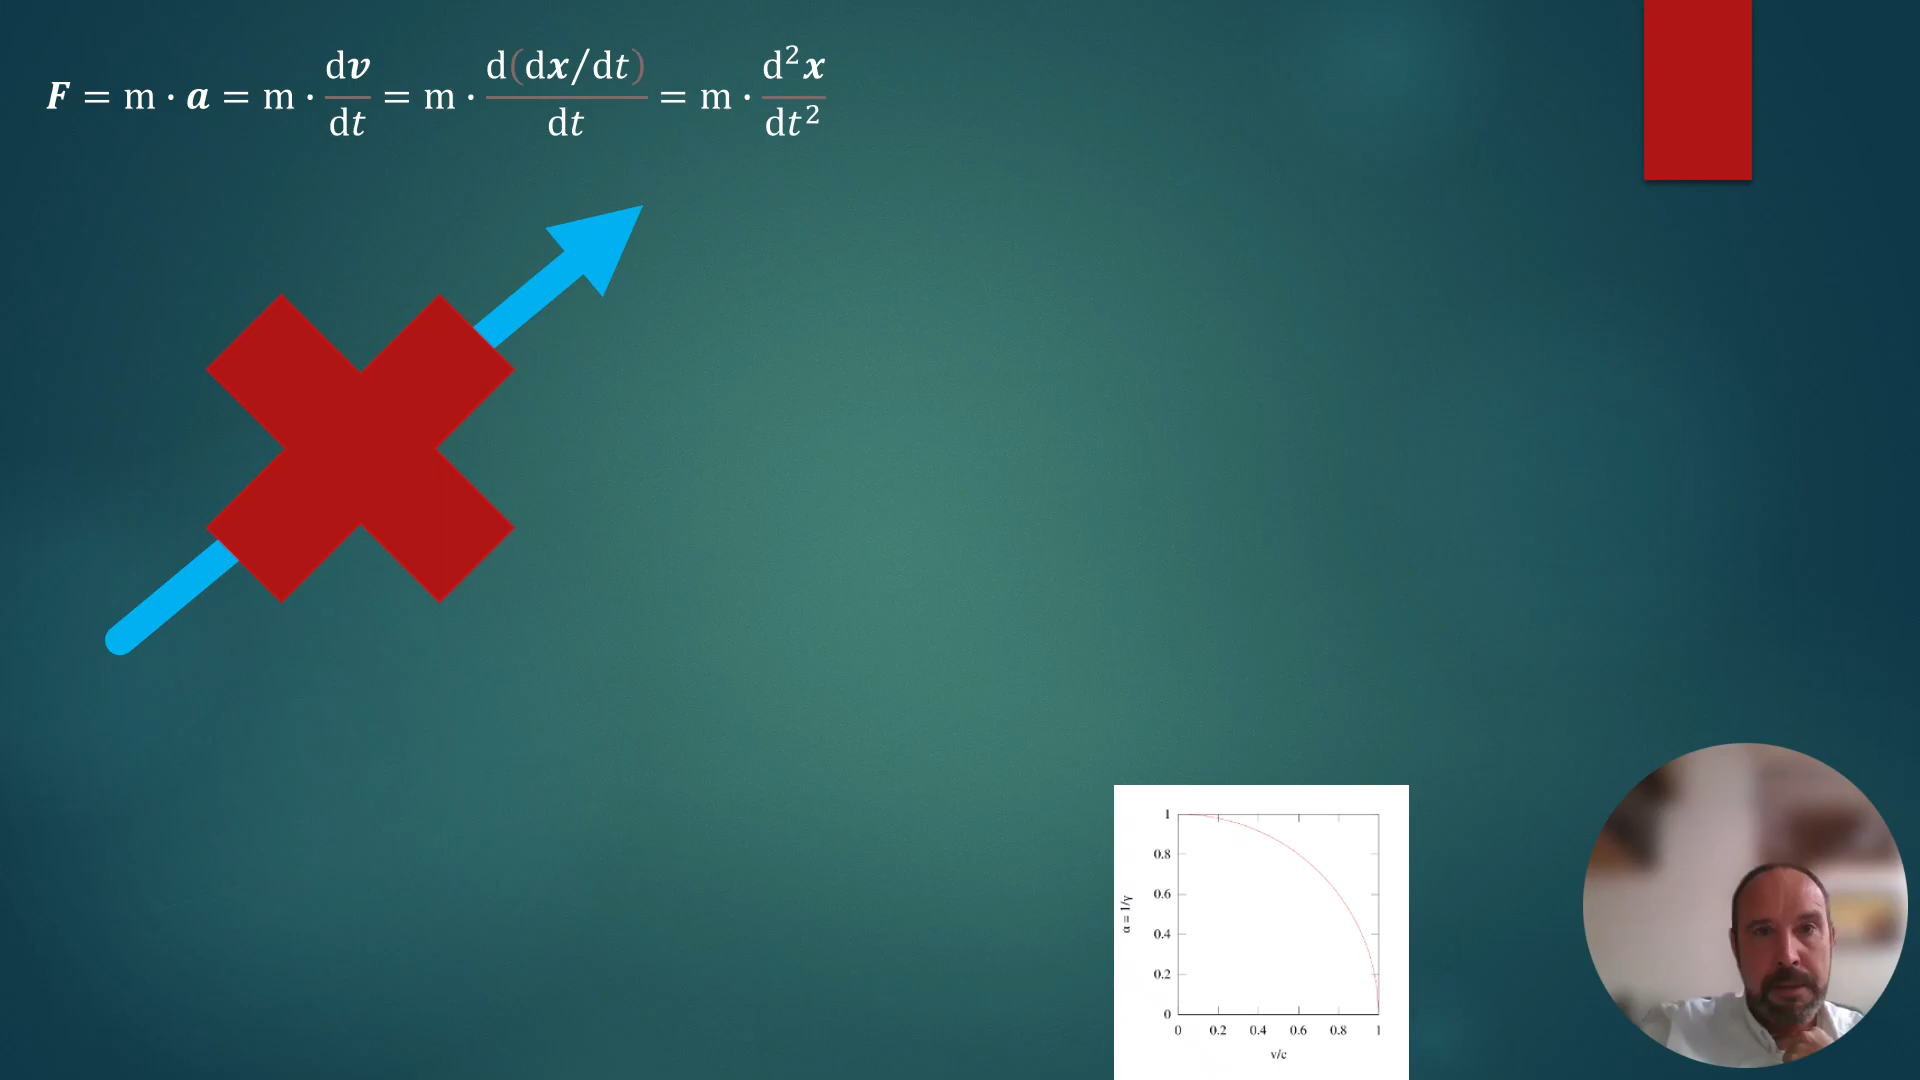 F = m · a = m · dv/dt = m · d(dx/dt)/dt = m · d²x/dt²
1
0.8
0.6
0.4
0.2
0
α = 1/γ
0 0.2 0.4 0.6 0.8 1
v/c